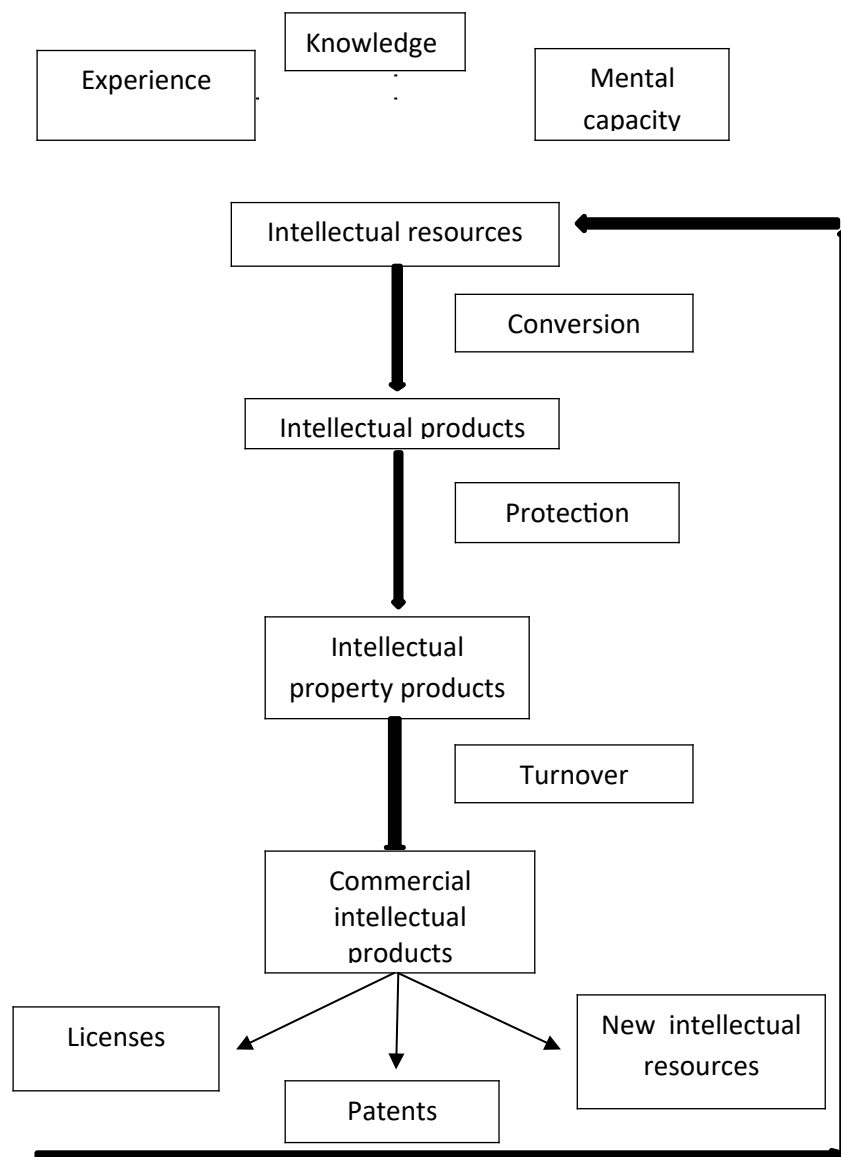 Knowledge
Experience
Mental
capacity
Intellectual resources
Conversion
Intellectual products
Protection
Intellectual
property products
Turnover
Commercial
intellectual
products
Licenses
New intellectual
resources
Patents